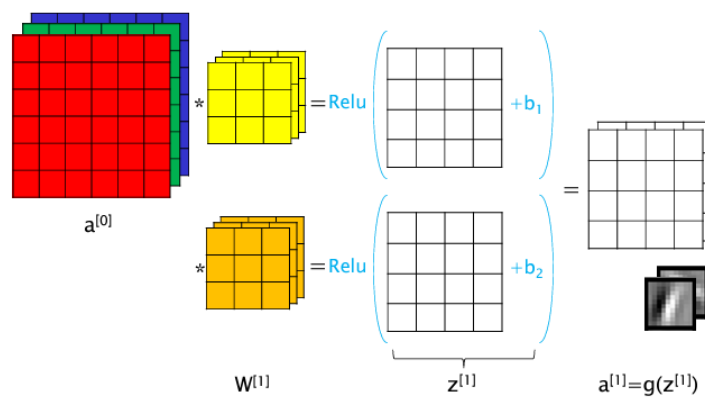 * = Relu ( +b₁ )
=
a[0]
* = Relu ( +b₂ )
W[1] z[1] a[1]=g(z[1])